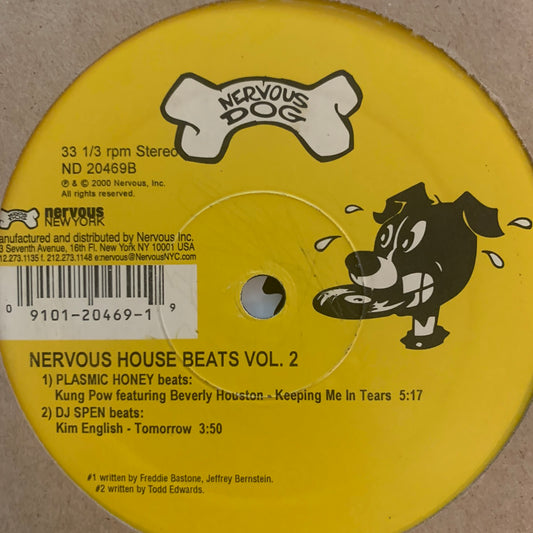 NERVOUS
DOG
33 1/3 rpm Stereo
ND 20469B
℗ & © 2000 Nervous, Inc.
All rights reserved.
nervous
NEW YORK
anufactured and distributed by Nervous Inc.
3 Seventh Avenue, 16th Fl. New York NY 10001 USA
12.273.1135 f. 212.273.1148 e:nervous@NervousNYC.com
0 9101-20469-1 9
NERVOUS HOUSE BEATS VOL. 2
1) PLASMIC HONEY beats:
Kung Pow featuring Beverly Houston - Keeping Me In Tears 5:17
2) DJ SPEN beats:
Kim English - Tomorrow 3:50
#1 written by Freddie Bastone, Jeffrey Bernstein.
#2 written by Todd Edwards.